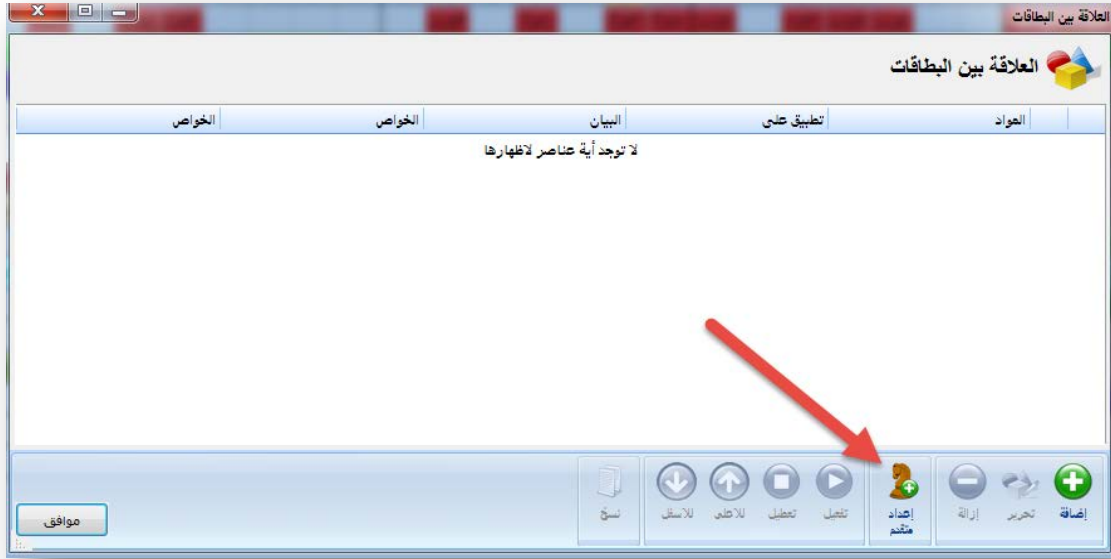 العلاقة بين البطاقات
العلاقة بين البطاقات
المواد تطبيق على البيان الخواص الخواص
لا توجد أية عناصر لاظهارها
إضافة تحرير إزالة إعداد متقدم تفعيل تعطيل للاعلى للاسفل نسخ
موافق